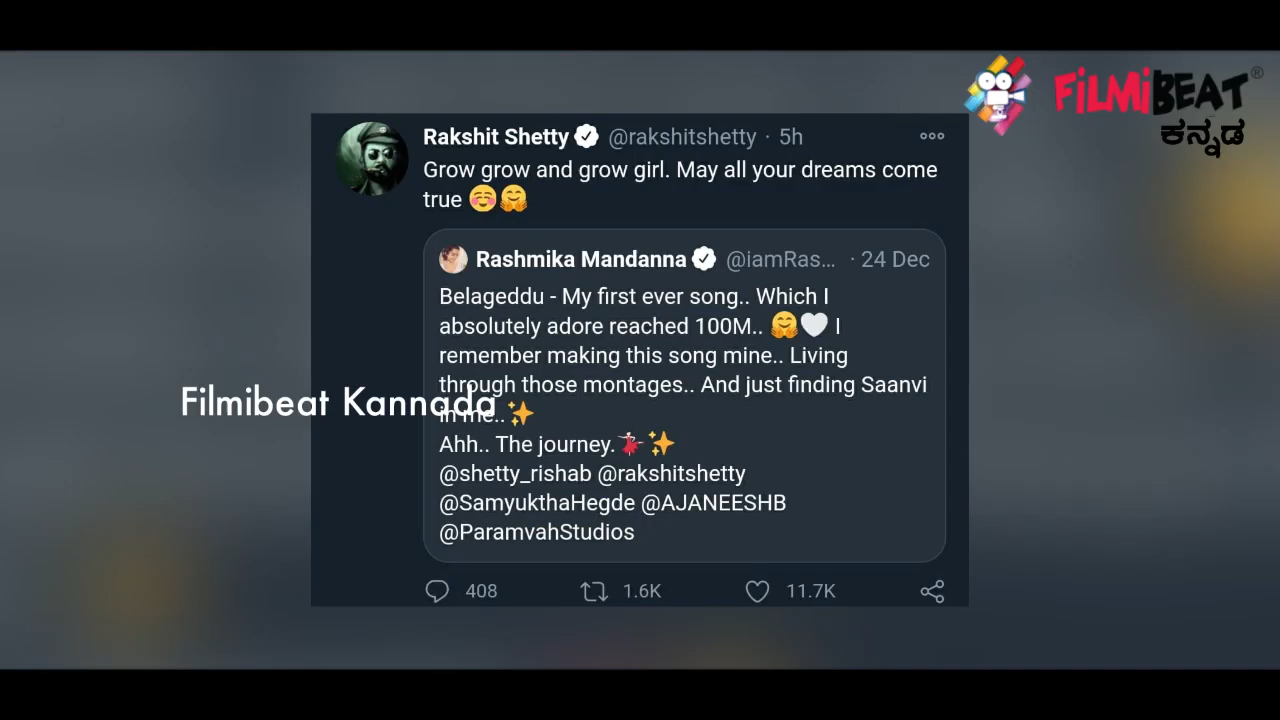 FiLMiBEAT®
ಕನ್ನಡ
Rakshit Shetty @rakshitshetty · 5h
Grow grow and grow girl. May all your dreams come
true ☺️🤗
Rashmika Mandanna @iamRas... · 24 Dec
Belageddu - My first ever song.. Which I
absolutely adore reached 100M.. 🤗🤍 I
remember making this song mine.. Living
through those montages.. And just finding Saanvi
in me.. ✨
Ahh.. The journey.💃✨
@shetty_rishab @rakshitshetty
@SamyukthaHegde @AJANEESHB
@ParamvahStudios
408 1.6K 11.7K
Filmibeat Kannada